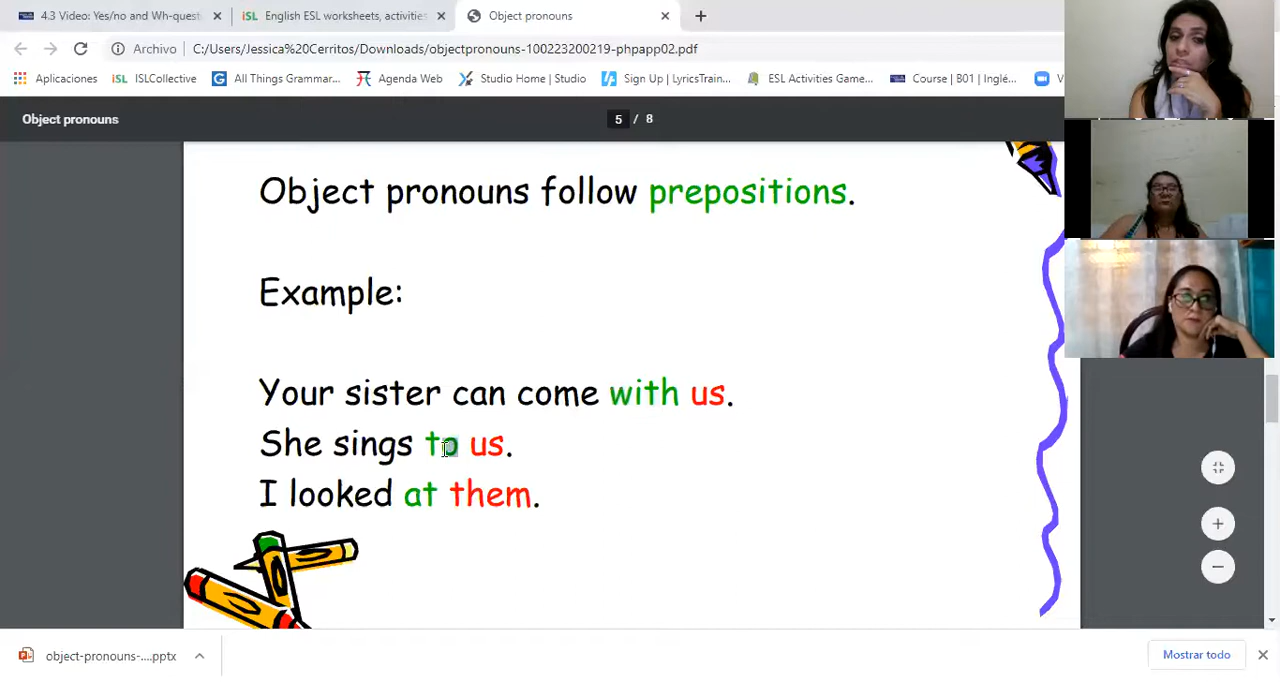 4.3 Video: Yes/no and Wh-quest
iSL English ESL worksheets, activities
Object pronouns
Archivo C:/Users/Jessica%20Cerritos/Downloads/objectpronouns-100223200219-phpapp02.pdf
Aplicaciones iSL ISLCollective All Things Grammar... Agenda Web Studio Home | Studio Sign Up | LyricsTrain... ESL Activities Game... Course | B01 | Inglé... V
Object pronouns 5 / 8
Object pronouns follow prepositions.
Example:
Your sister can come with us.
She sings to us.
I looked at them.
object-pronouns-....pptx Mostrar todo